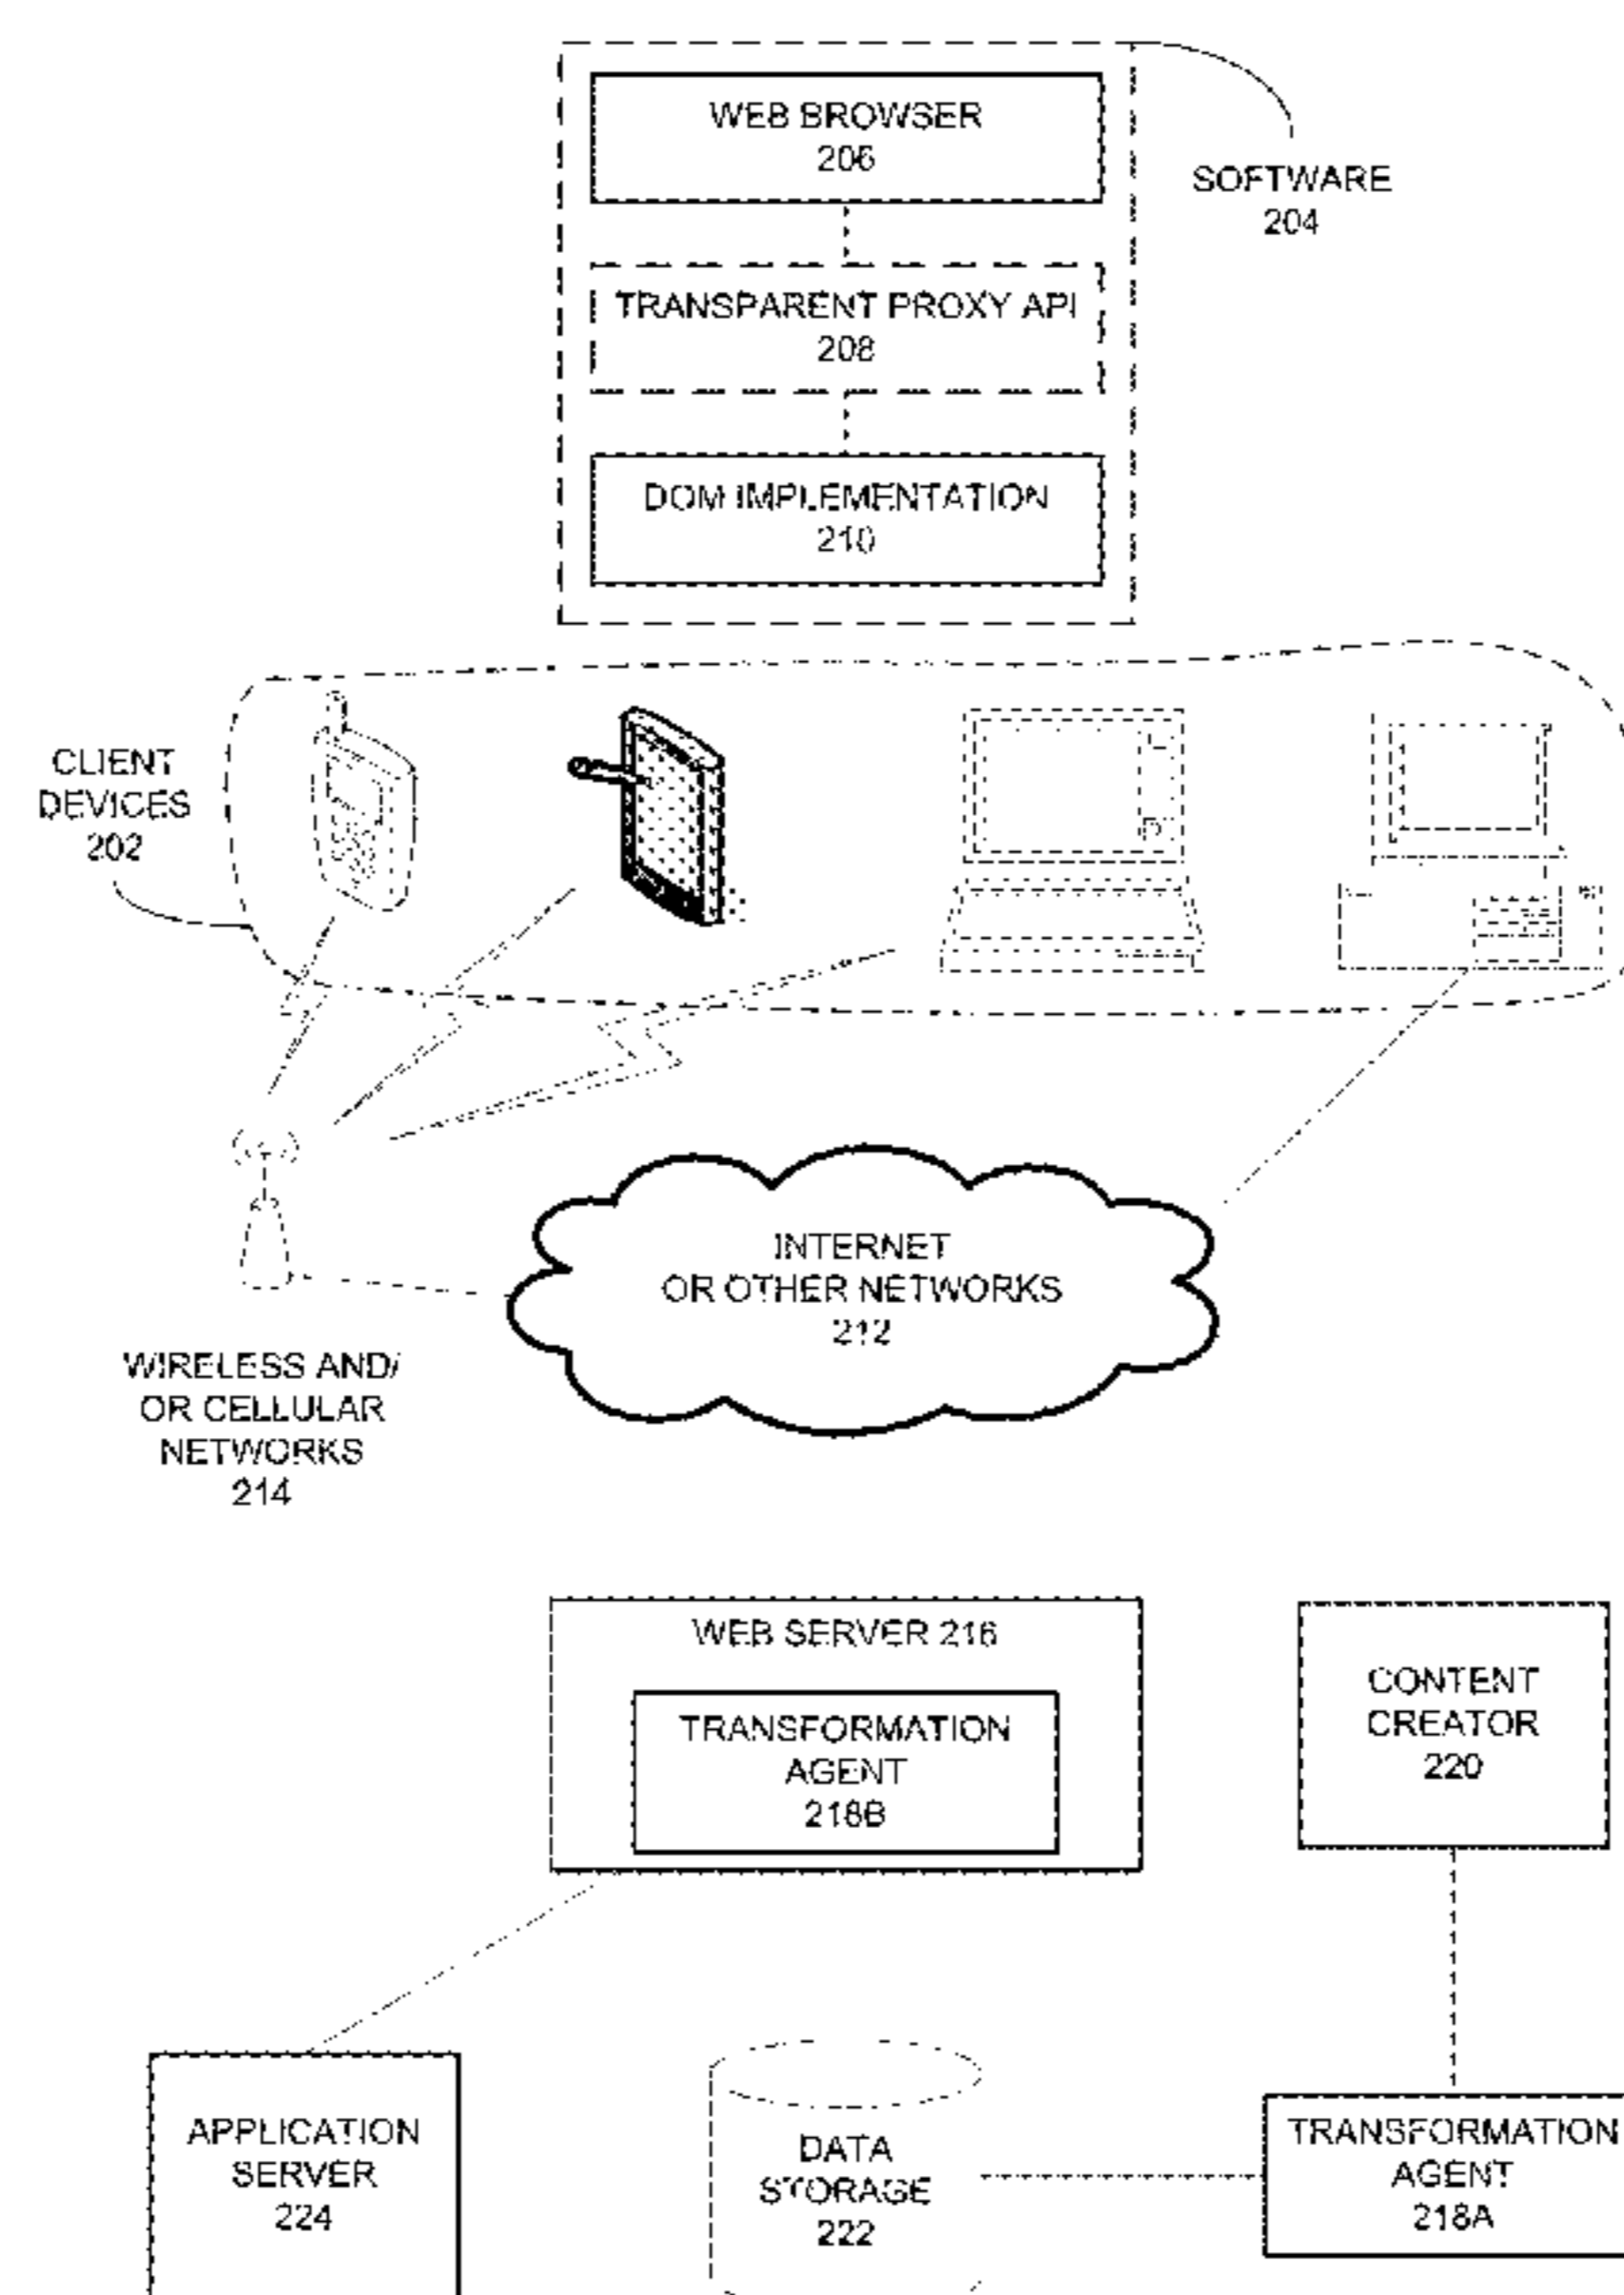 WEB BROWSER
206
SOFTWARE
204
TRANSPARENT PROXY API
208
DOM IMPLEMENTATION
210
CLIENT
DEVICES
202
INTERNET
OR OTHER NETWORKS
212
WIRELESS AND/
OR CELLULAR
NETWORKS
214
WEB SERVER 216
TRANSFORMATION
AGENT
218B
CONTENT
CREATOR
220
APPLICATION
SERVER
224
DATA
STORAGE
222
TRANSFORMATION
AGENT
218A